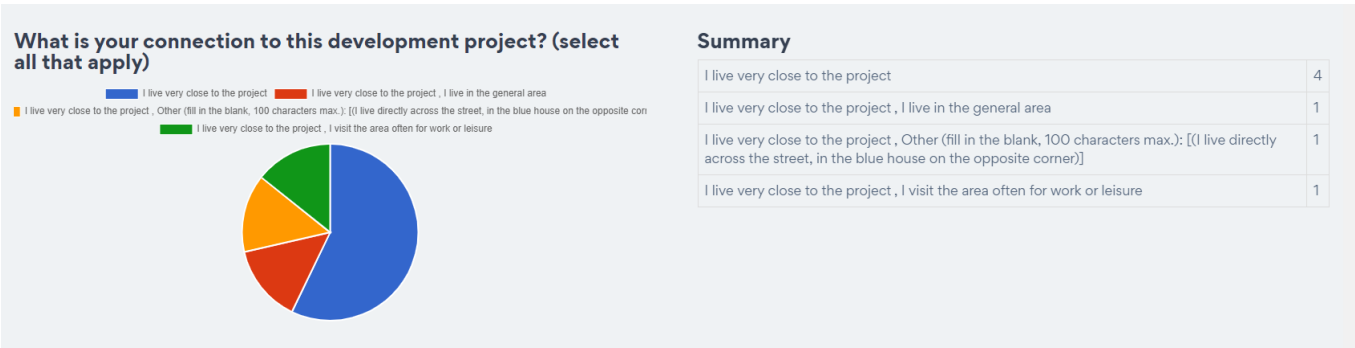 What is your connection to this development project? (select
all that apply)
I live very close to the project
I live very close to the project , I live in the general area
I live very close to the project , Other (fill in the blank, 100 characters max.): [(I live directly across the street, in the blue house on the opposite corn
I live very close to the project , I visit the area often for work or leisure
Summary
I live very close to the project 4
I live very close to the project , I live in the general area 1
I live very close to the project , Other (fill in the blank, 100 characters max.): [(I live directly 1
across the street, in the blue house on the opposite corner)]
I live very close to the project , I visit the area often for work or leisure 1